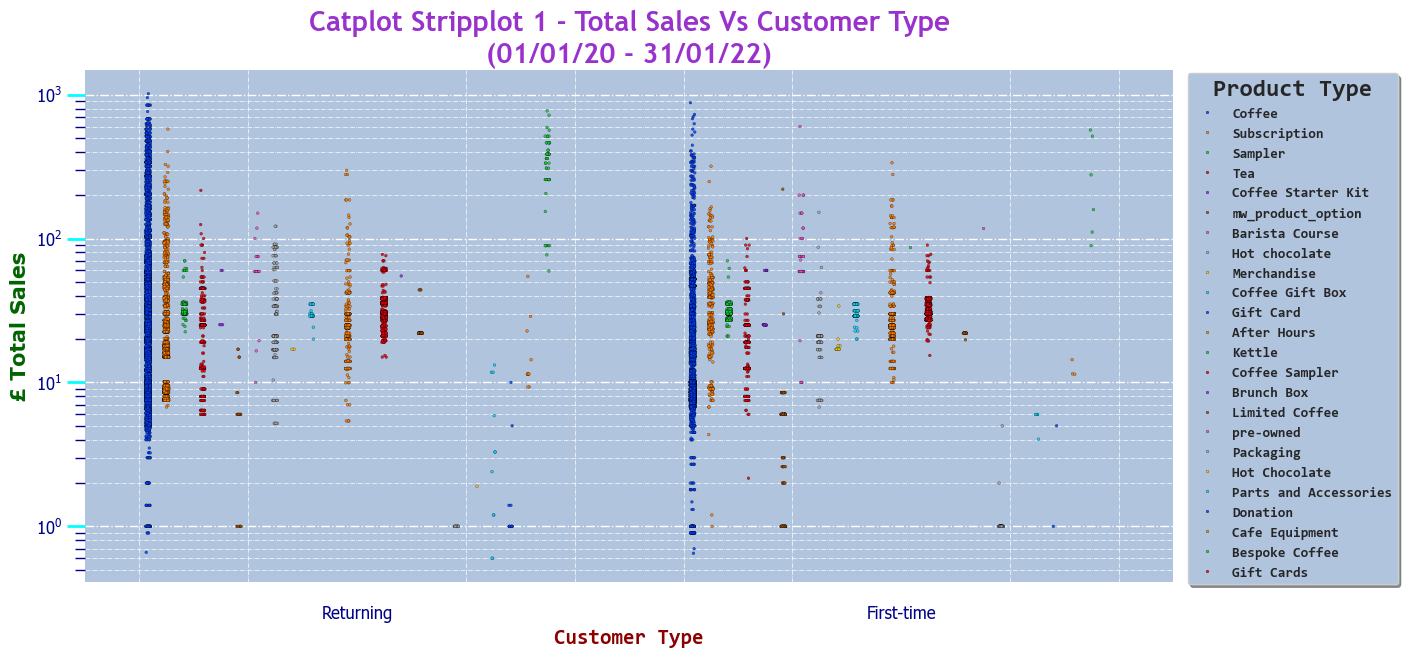 Catplot Stripplot 1 - Total Sales Vs Customer Type
(01/01/20 - 31/01/22)
£ Total Sales
10³
10²
10¹
10⁰
Returning
First-time
Customer Type
Product Type
Coffee
Subscription
Sampler
Tea
Coffee Starter Kit
mw_product_option
Barista Course
Hot chocolate
Merchandise
Coffee Gift Box
Gift Card
After Hours
Kettle
Coffee Sampler
Brunch Box
Limited Coffee
pre-owned
Packaging
Hot Chocolate
Parts and Accessories
Donation
Cafe Equipment
Bespoke Coffee
Gift Cards